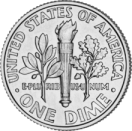 UNITED STATES OF AMERICA
E PLURIBUS UNUM
ONE DIME